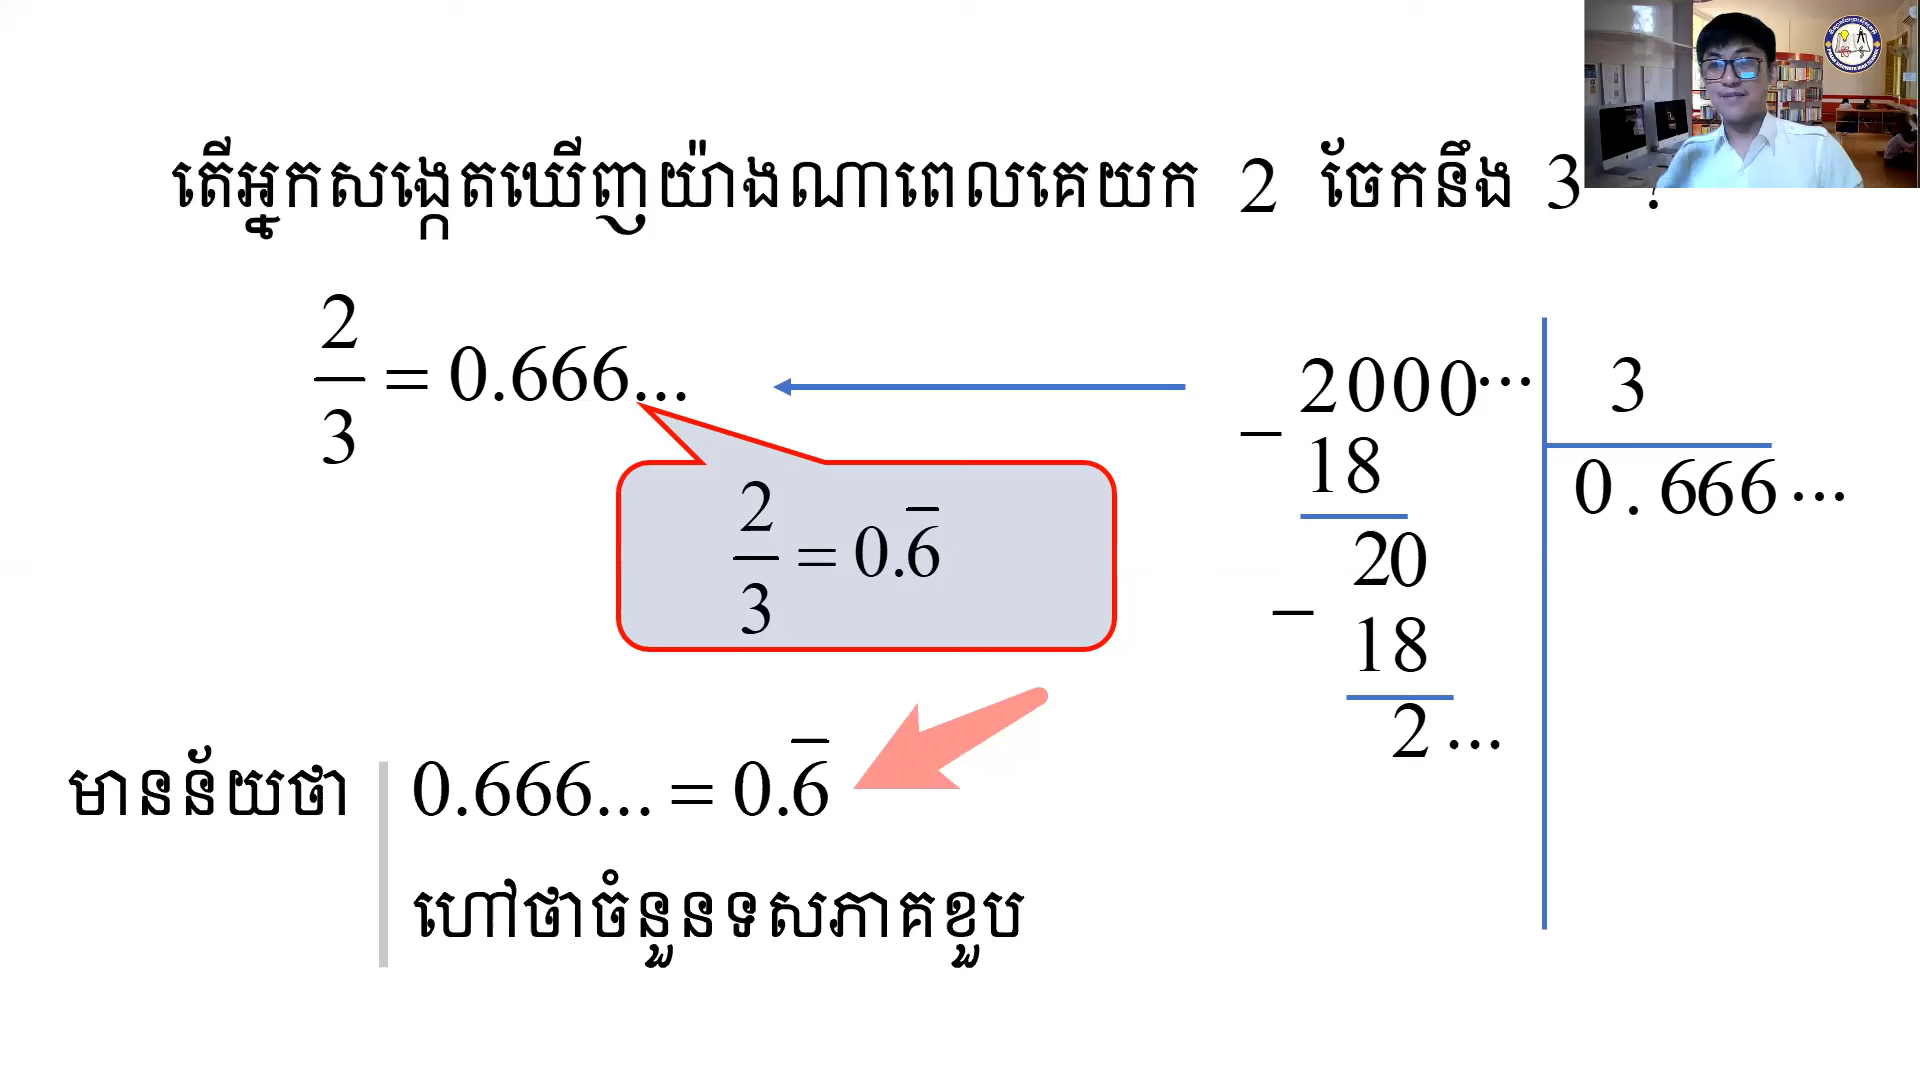 តើអ្នកសង្កេតឃើញយ៉ាងណាពេលគេយក 2 ចែកនឹង 3 ?
2/3 = 0.666...
2000... 3
– 18 0.666...
20
– 18
2...
2/3 = 0.6̅
មានន័យថា 0.666... = 0.6̅
ហៅថាចំនួនទសភាគខួប